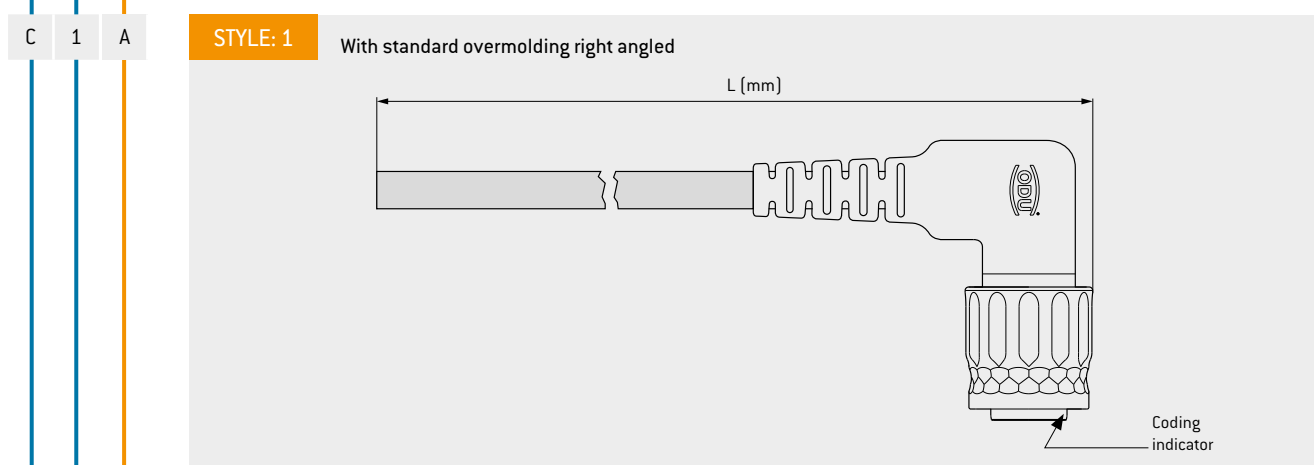 C 1 A
STYLE: 1
With standard overmolding right angled
L (mm)
ODU
Coding
indicator